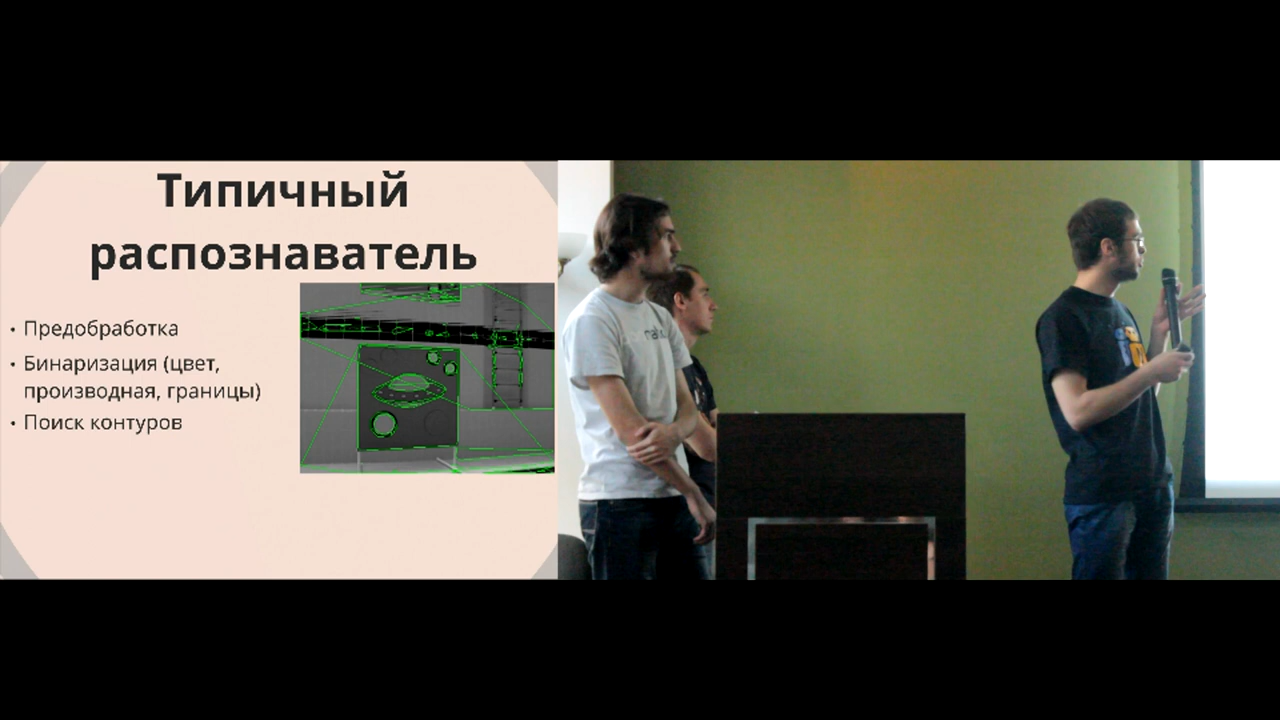 Типичный
распознаватель
• Предобработка
• Бинаризация (цвет,
производная, границы)
• Поиск контуров